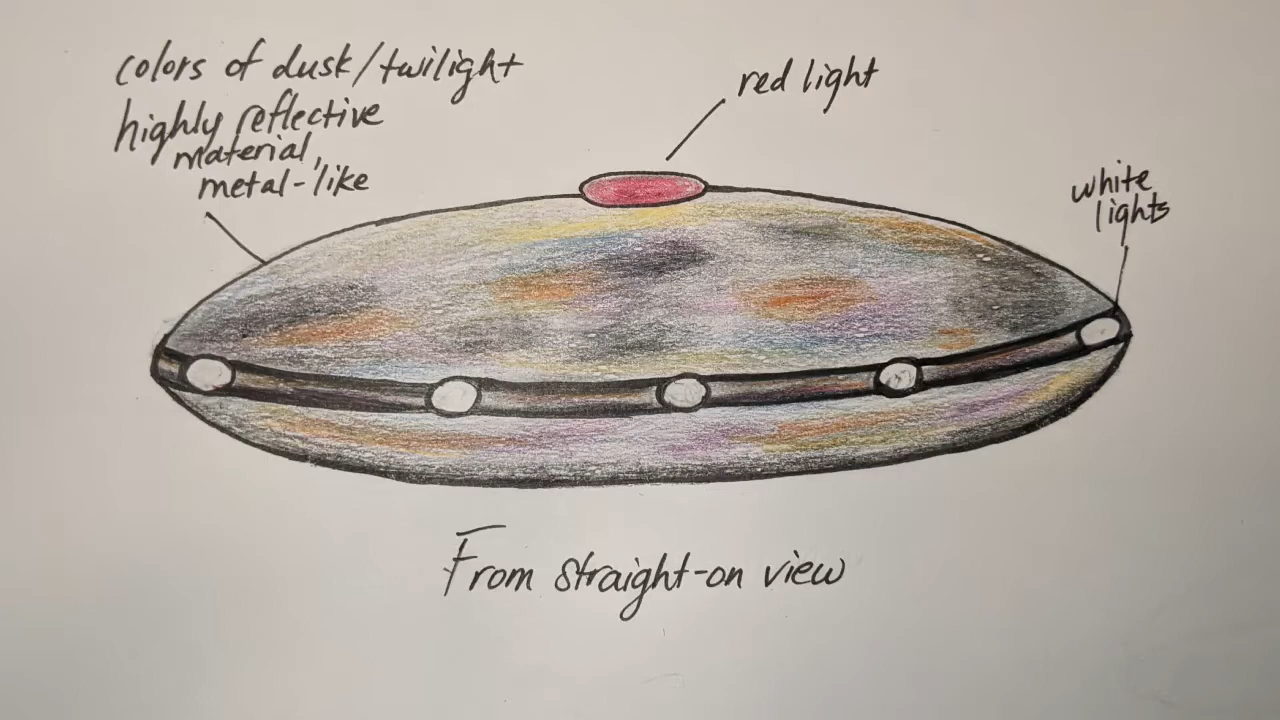 colors of dusk/twilight
highly reflective
material,
metal-like
red light
white
lights
From straight-on view